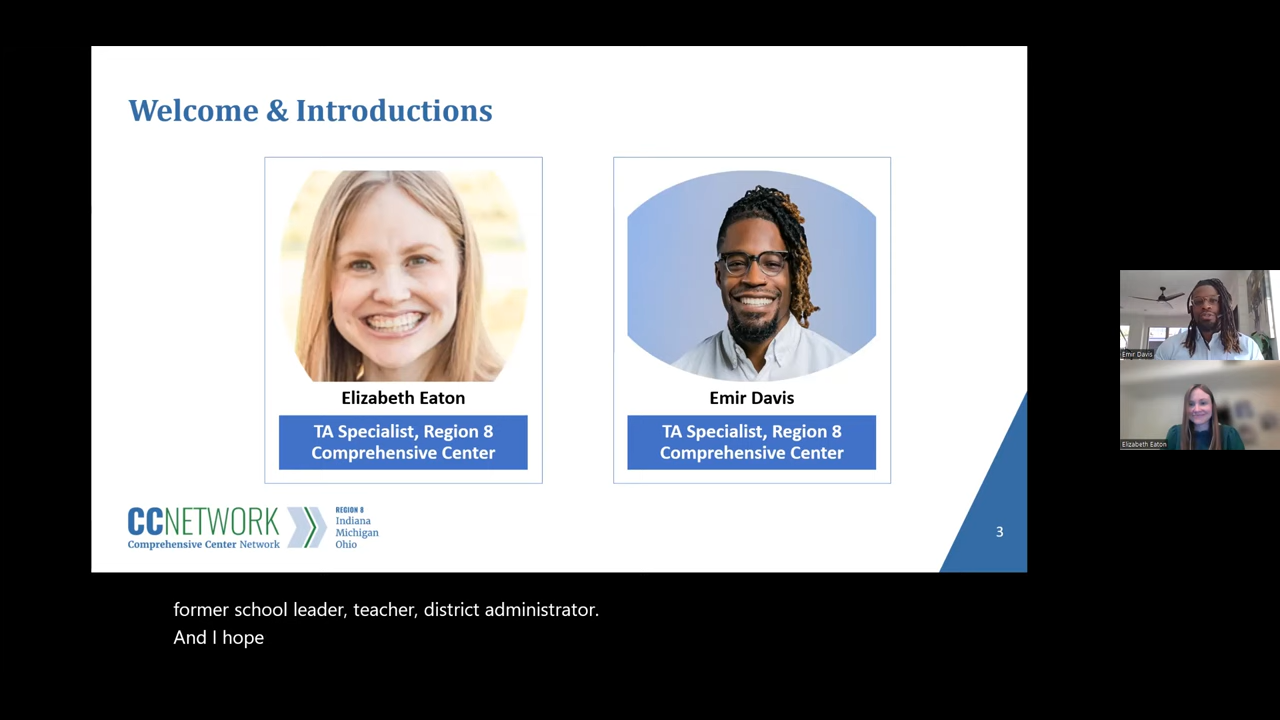 Welcome & Introductions
Elizabeth Eaton
TA Specialist, Region 8
Comprehensive Center
Emir Davis
TA Specialist, Region 8
Comprehensive Center
CCNETWORK
Comprehensive Center Network
REGION 8
Indiana
Michigan
Ohio
3
Emir Davis
Elizabeth Eaton
former school leader, teacher, district administrator.
And I hope